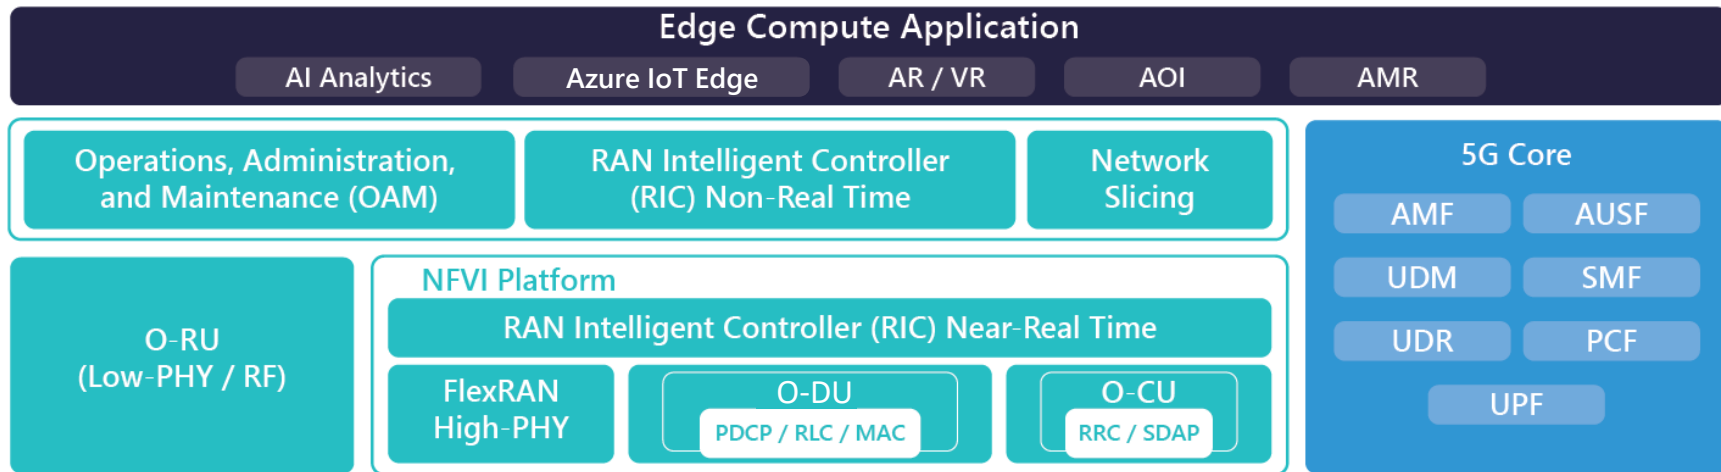 Edge Compute Application
AI Analytics
Azure IoT Edge
AR / VR
AOI
AMR
Operations, Administration,
and Maintenance (OAM)
RAN Intelligent Controller
(RIC) Non-Real Time
Network
Slicing
O-RU
(Low-PHY / RF)
NFVI Platform
RAN Intelligent Controller (RIC) Near-Real Time
FlexRAN
High-PHY
O-DU
PDCP / RLC / MAC
O-CU
RRC / SDAP
5G Core
AMF
AUSF
UDM
SMF
UDR
PCF
UPF